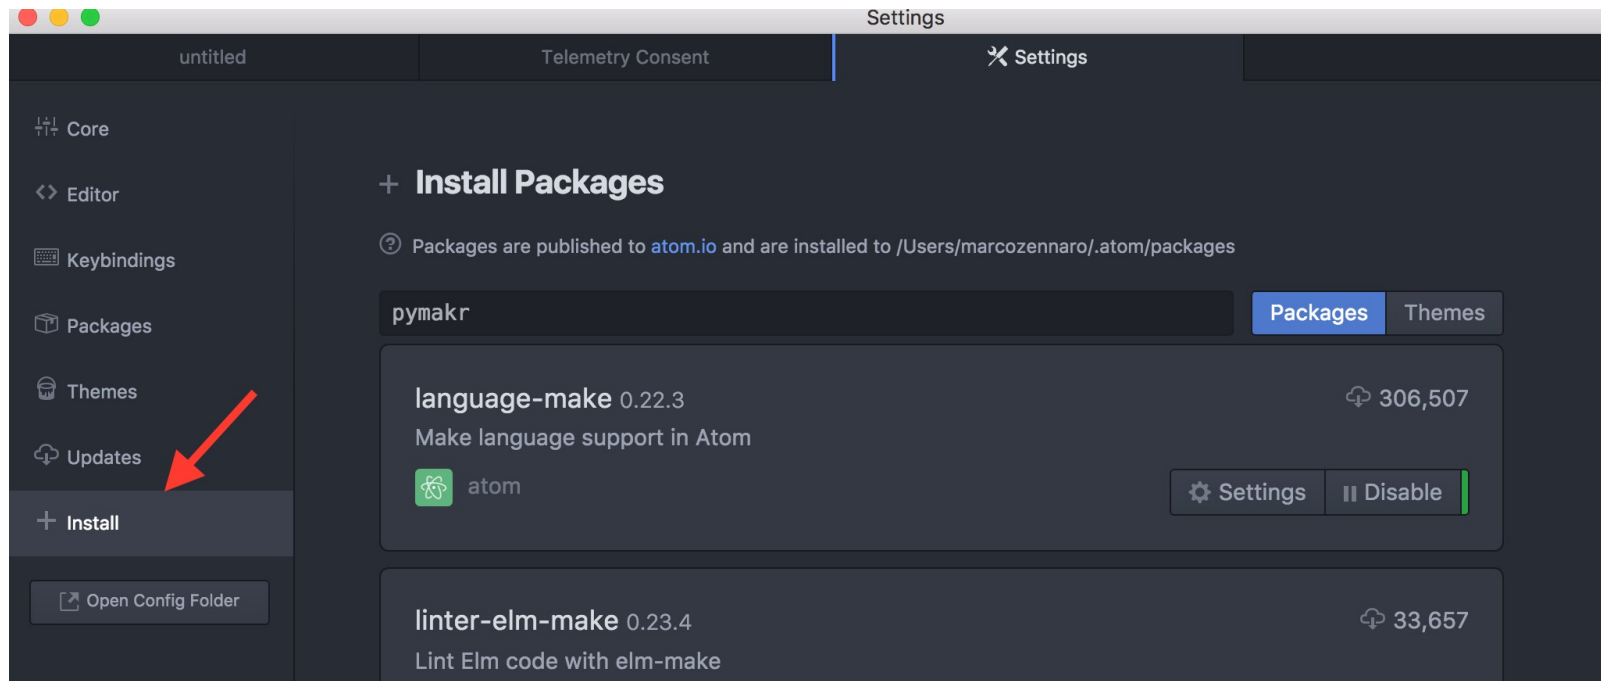 Settings
untitled
Telemetry Consent
Settings
Core
Editor
Keybindings
Packages
Themes
Updates
Install
Open Config Folder
Install Packages
Packages are published to atom.io and are installed to /Users/marcozennaro/.atom/packages
pymakr
Packages
Themes
language-make 0.22.3
306,507
Make language support in Atom
atom
Settings
Disable
linter-elm-make 0.23.4
33,657
Lint Elm code with elm-make